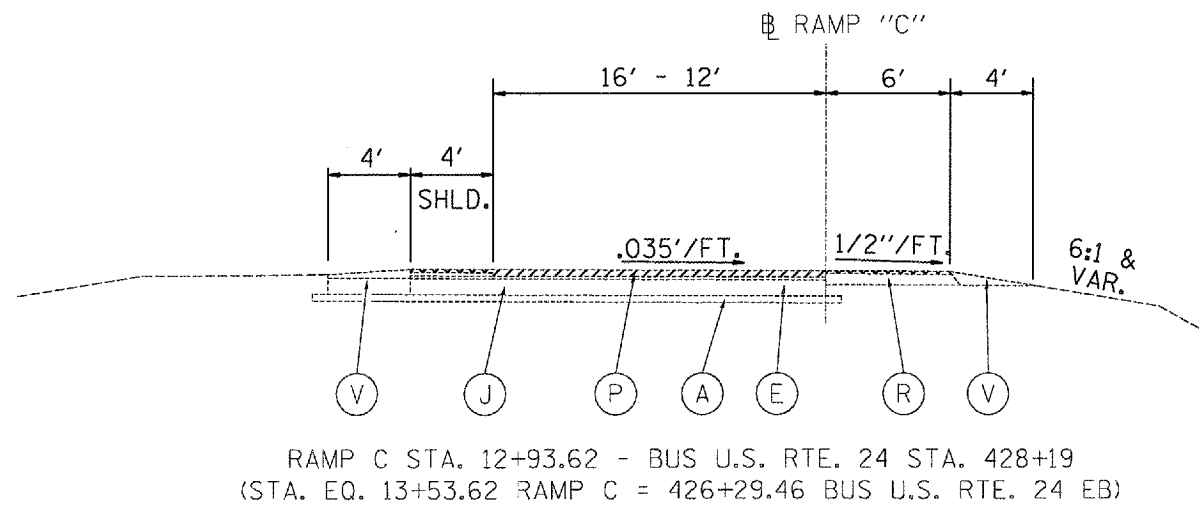 ℄ RAMP "C"
16' - 12'
6'
4'
4'
4'
SHLD.
.035'/FT.
1/2"/FT.
6:1 &
VAR.
V
J
P
A
E
R
V
RAMP C STA. 12+93.62 - BUS U.S. RTE. 24 STA. 428+19
(STA. EQ. 13+53.62 RAMP C = 426+29.46 BUS U.S. RTE. 24 EB)